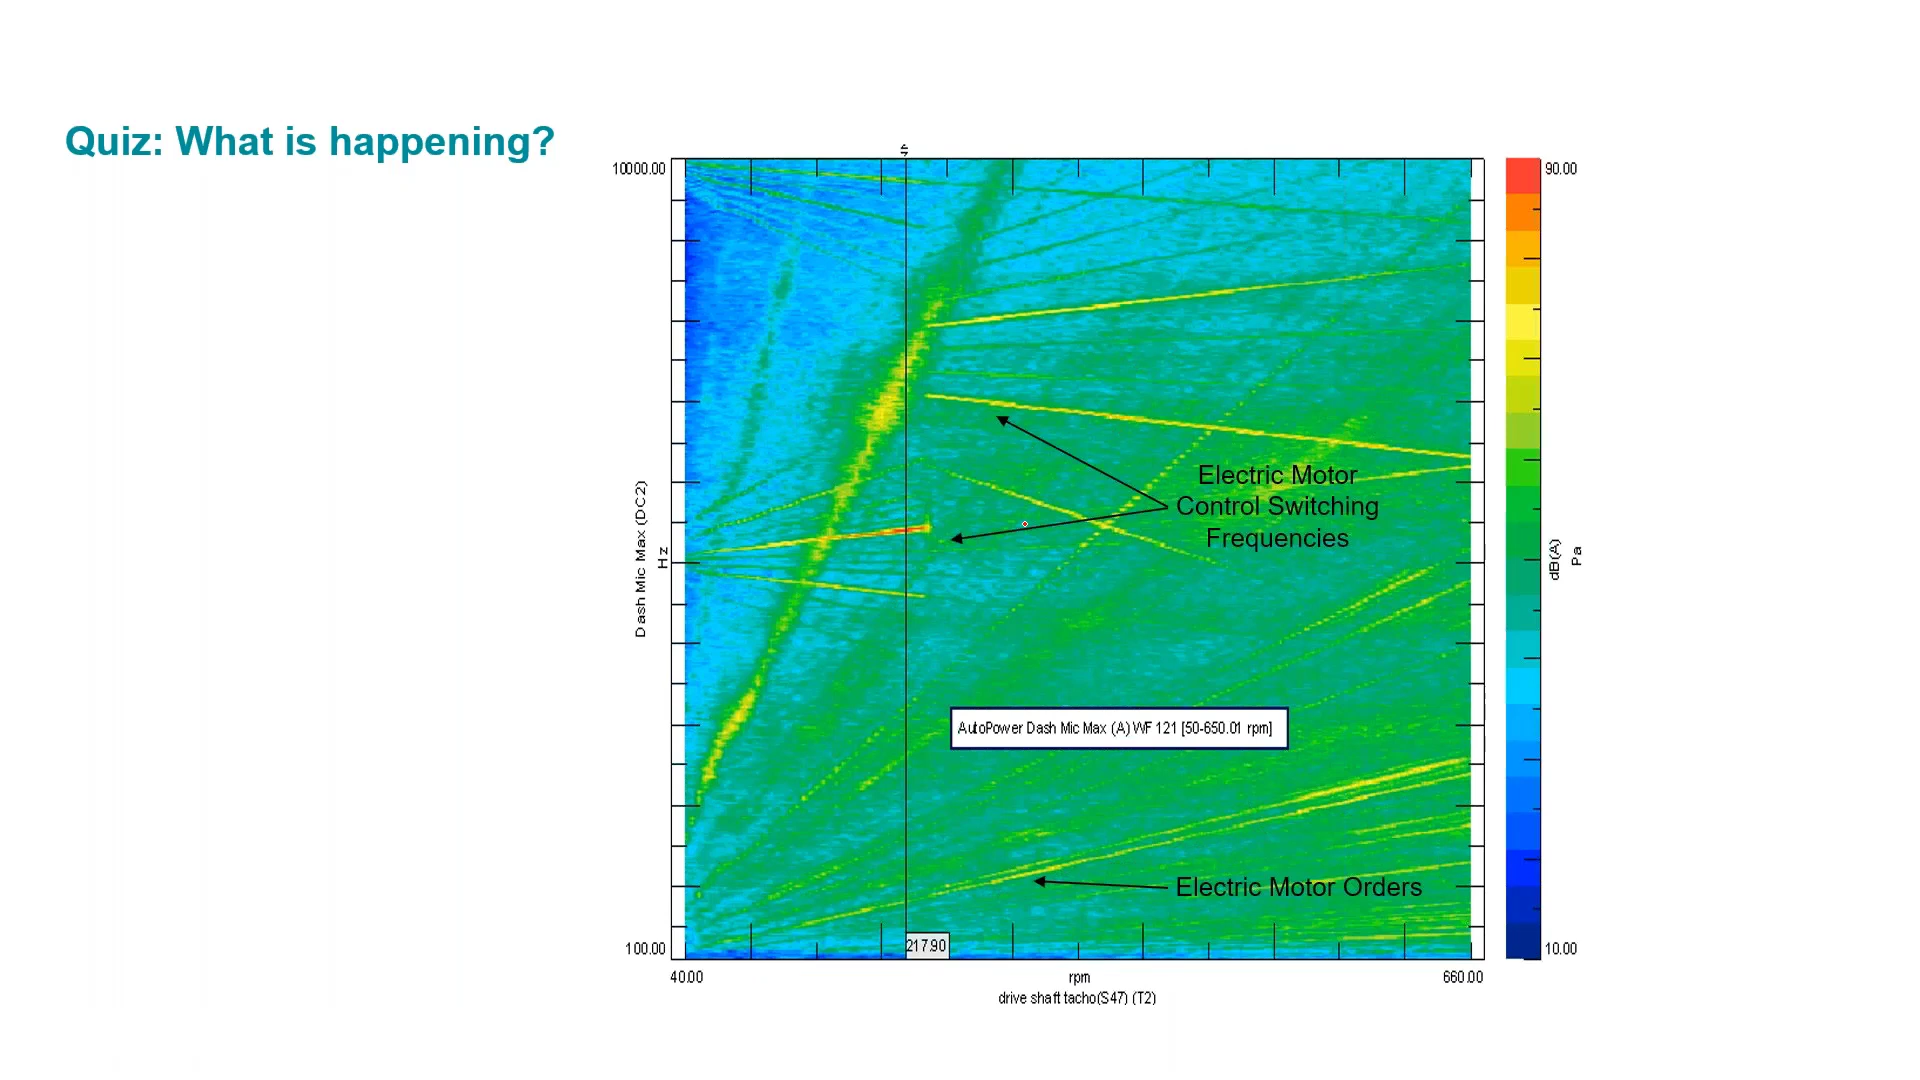 Quiz: What is happening?
10000.00
90.00
Dash Mic Max (DC2)
Hz
Electric Motor
Control Switching
Frequencies
dB(A)
Pa
AutoPower Dash Mic Max (A) WF 121 [50-650.01 rpm]
Electric Motor Orders
217.90
100.00
10.00
40.00
rpm
660.00
drive shaft tacho(S47) (T2)